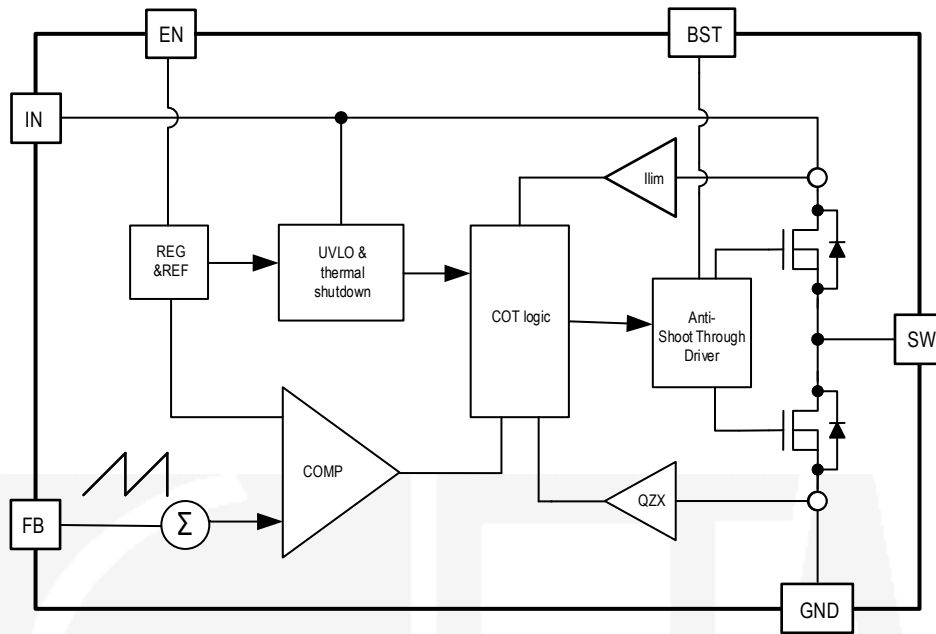 EN
BST
IN
Ilim
REG
&REF
UVLO &
thermal
shutdown
COT logic
Anti-
Shoot Through
Driver
SW
COMP
QZX
FB
Σ
GND